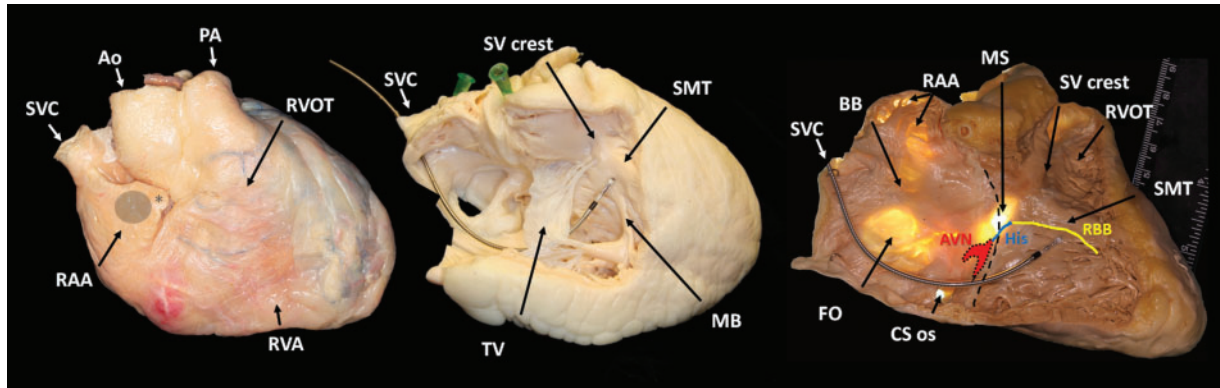 PA
Ao
RVOT
SVC
*
RAA
RVA
SV crest
SVC
SMT
TV
MB
MS
RAA
SV crest
BB
RVOT
SVC
SMT
AVN
His
RBB
FO
CS os